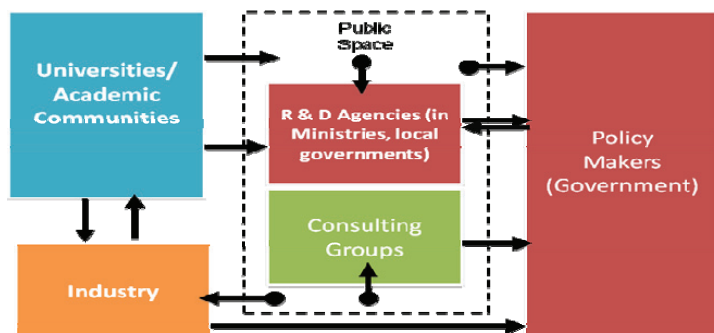 Public
Space
Universities/
Academic
Communities
R & D Agencies (in
Ministries, local
governments)
Policy
Makers
(Government)
Consulting
Groups
Industry